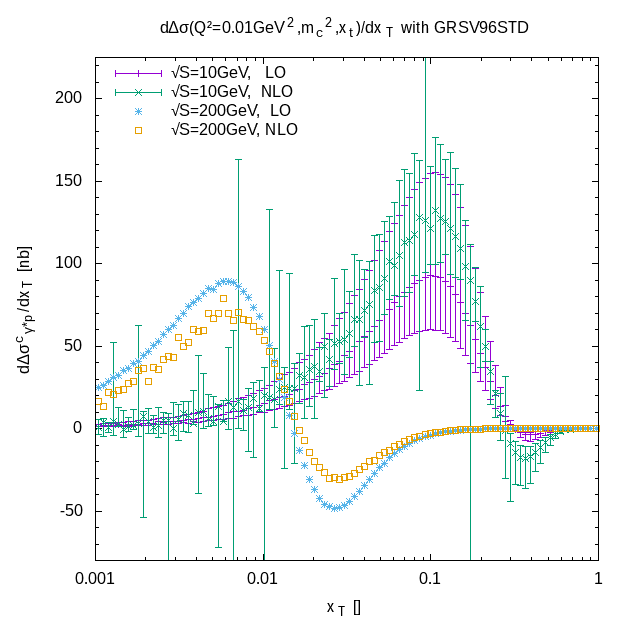 dΔσ(Q²=0.01GeV²,m_c²,x_t)/dx_T with GRSV96STD
√S=10GeV, LO
√S=10GeV, NLO
√S=200GeV, LO
√S=200GeV, NLO
dΔσ^c_γ*p/dx_T [nb]
200
150
100
50
0
-50
0.001 0.01 0.1 1
x_T []